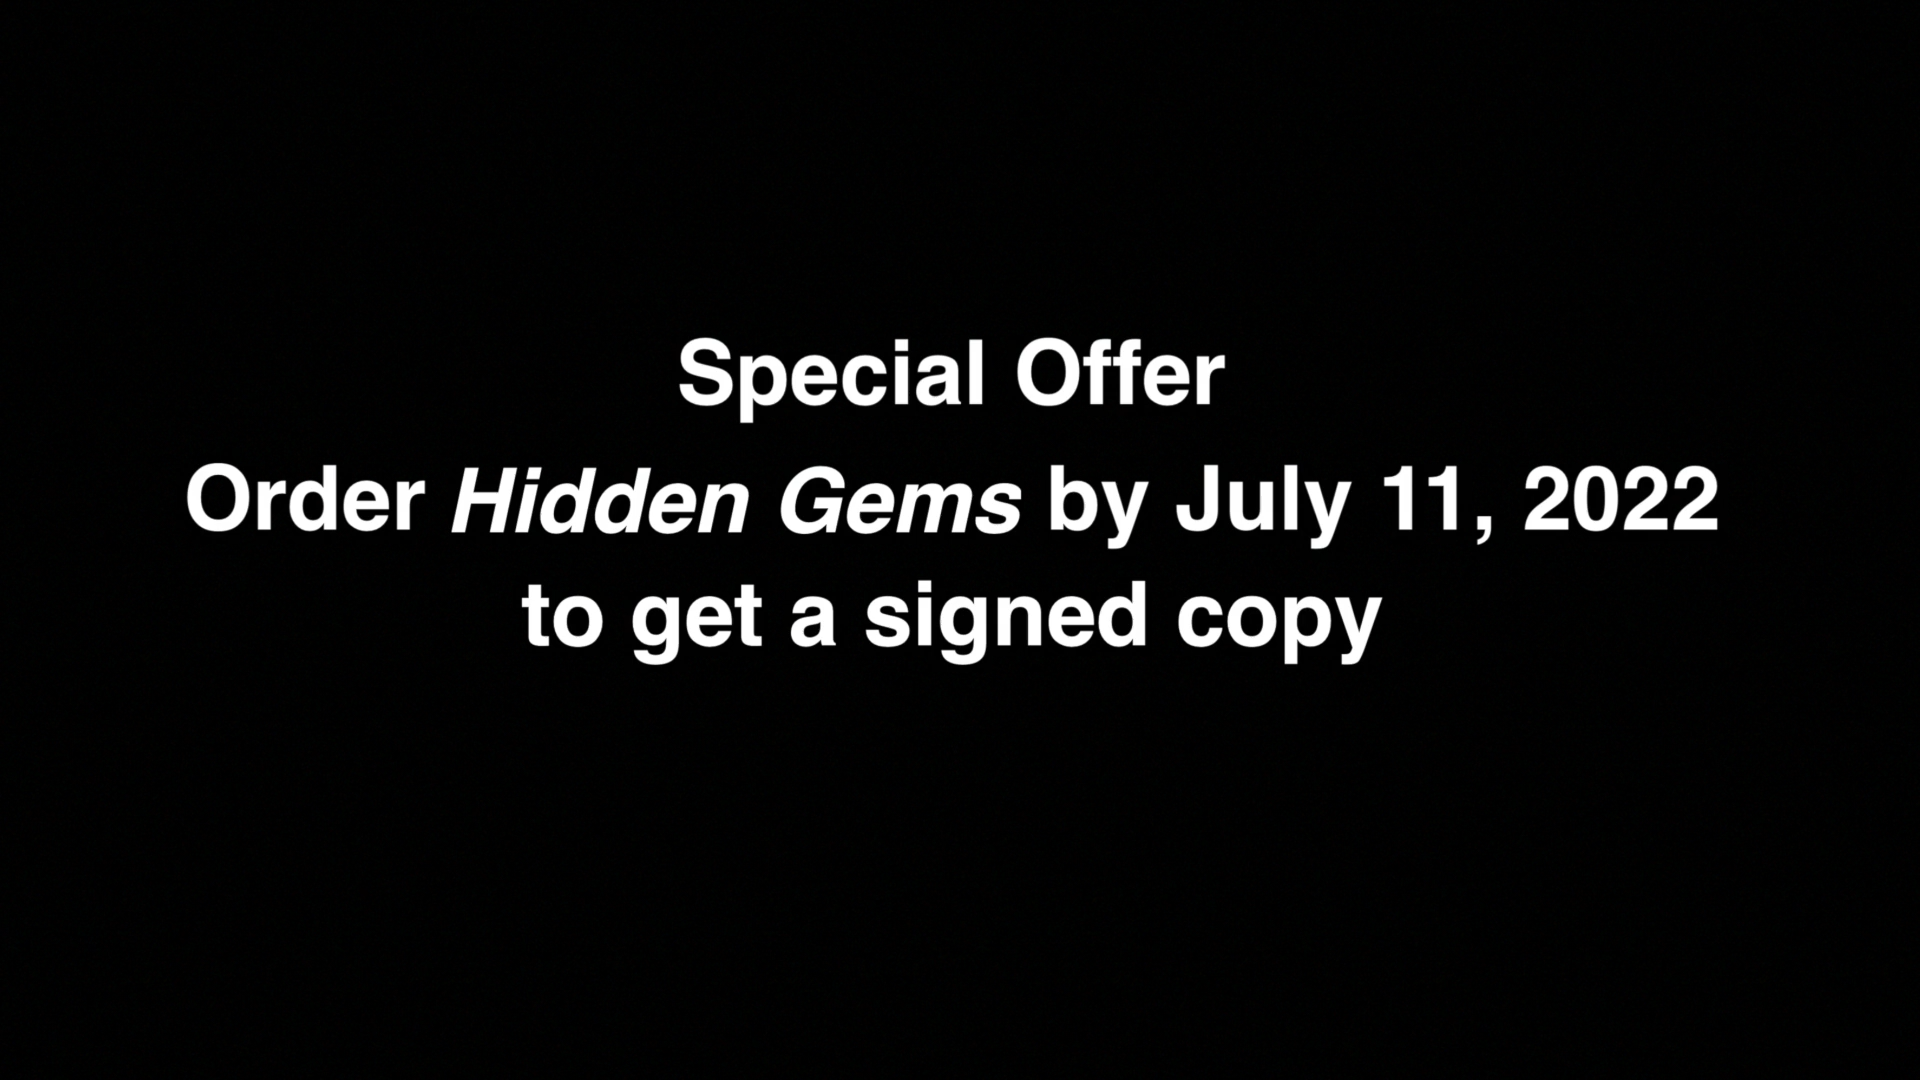 Special Offer
Order Hidden Gems by July 11, 2022
to get a signed copy